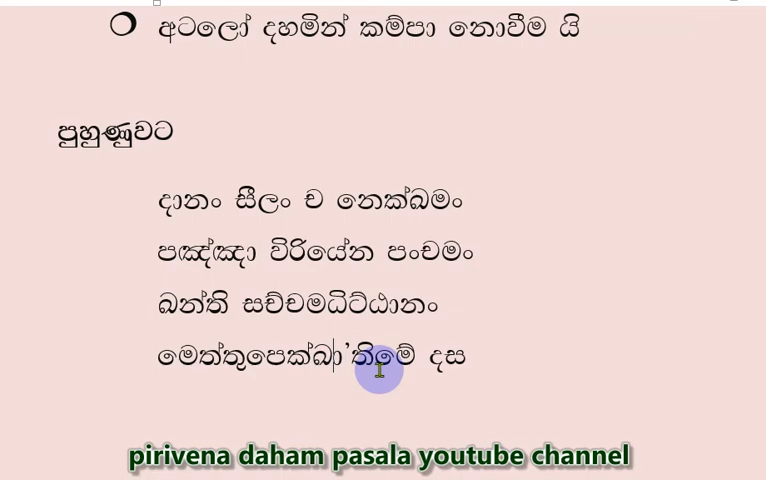 අටලෝ දහමින් කම්පා නොවීම යි
පුහුණුවට
දානං සීලං ච නෙක්ඛමං
පඤ්ඤා විරියේන පංචමං
ඛන්ති සච්චමධිට්ඨානං
මෙත්තුපෙක්ඛා’තිමේ දස
pirivena daham pasala youtube channel